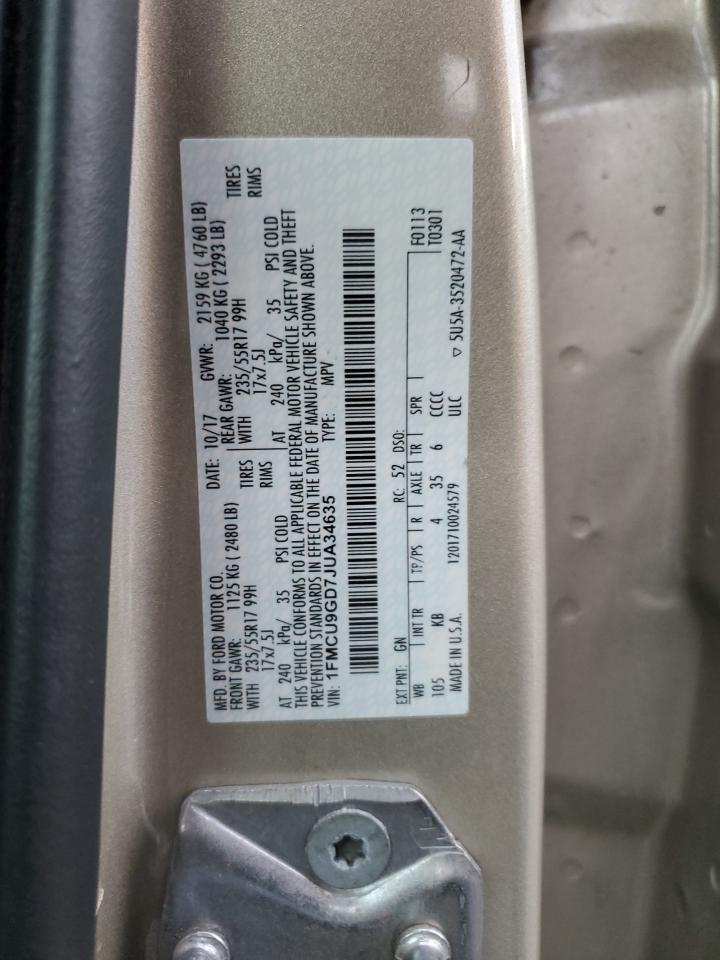 MFD. BY FORD MOTOR CO. DATE: 10/17 GVWR: 2159 KG ( 4760 LB)
FRONT GAWR: 1125 KG ( 2480 LB) REAR GAWR: 1040 KG ( 2293 LB)
WITH 235/55R17 99H TIRES WITH 235/55R17 99H TIRES
17x7.5J RIMS 17x7.5J RIMS
AT 240 kPa/ 35 PSI COLD AT 240 kPa/ 35 PSI COLD
THIS VEHICLE CONFORMS TO ALL APPLICABLE FEDERAL MOTOR VEHICLE SAFETY AND THEFT
PREVENTION STANDARDS IN EFFECT ON THE DATE OF MANUFACTURE SHOWN ABOVE.
VIN: 1FMCU9GD7JUA34635 TYPE: MPV
EXT PNT: GN RC: 52 DSO: F0113
WB INT TR TP/PS R AXLE TR SPR T0301
105 KB 4 35 6 CCCC
MADE IN U.S.A. 1201710024579 ULC ▽ 5U5A-3520472-AA